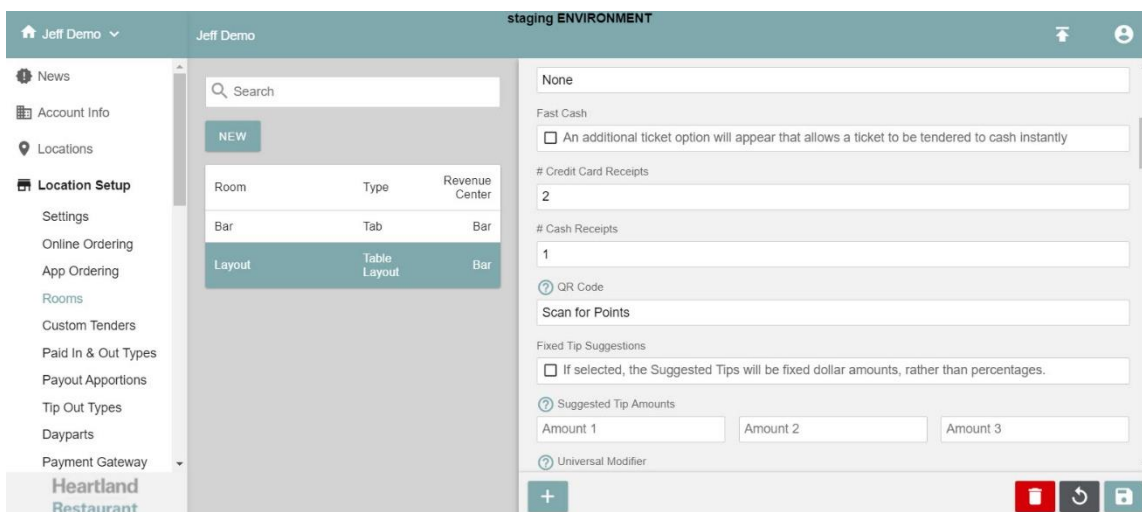 staging ENVIRONMENT
Jeff Demo
Jeff Demo
News
Account Info
Locations
Location Setup
Settings
Online Ordering
App Ordering
Rooms
Custom Tenders
Paid In & Out Types
Payout Apportions
Tip Out Types
Dayparts
Payment Gateway
Heartland
Restaurant
Search
NEW
Room Type Revenue Center
Bar Tab Bar
Layout Table Layout Bar
None
Fast Cash
An additional ticket option will appear that allows a ticket to be tendered to cash instantly
# Credit Card Receipts
2
# Cash Receipts
1
QR Code
Scan for Points
Fixed Tip Suggestions
If selected, the Suggested Tips will be fixed dollar amounts, rather than percentages.
Suggested Tip Amounts
Amount 1 Amount 2 Amount 3
Universal Modifier